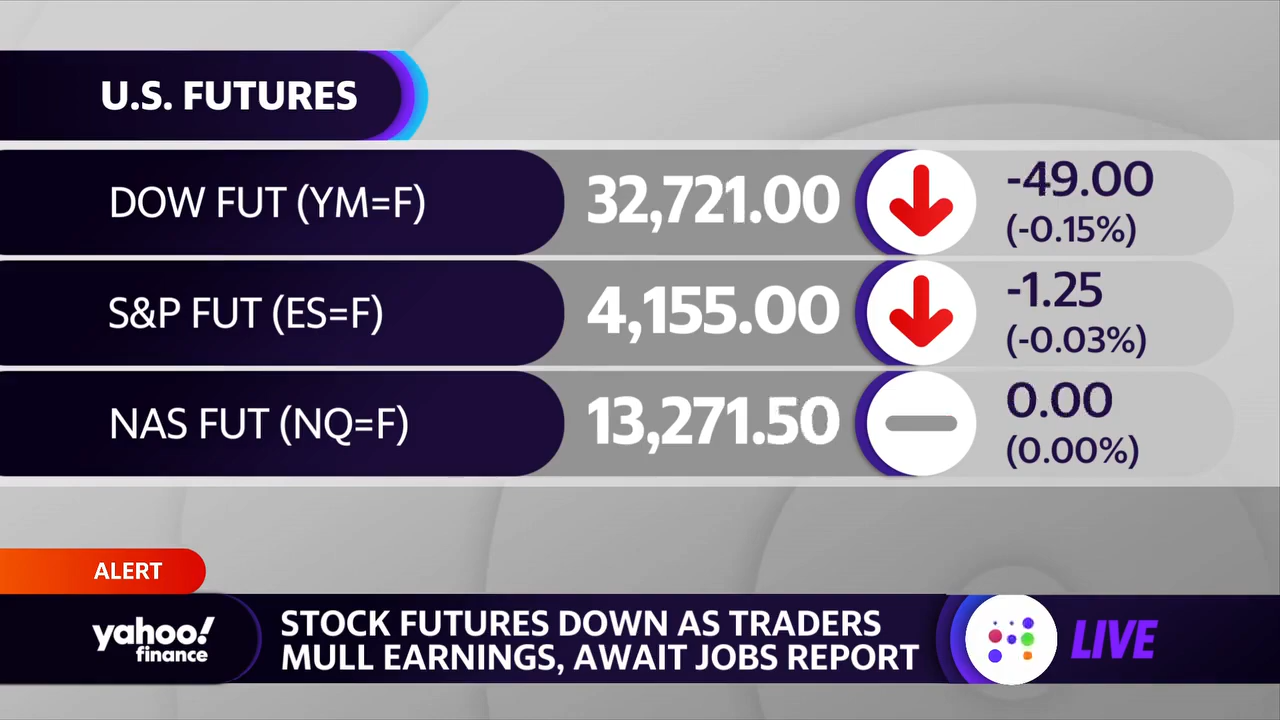 U.S. FUTURES
DOW FUT (YM=F) 32,721.00 -49.00
(-0.15%)
S&P FUT (ES=F) 4,155.00 -1.25
(-0.03%)
NAS FUT (NQ=F) 13,271.50 0.00
(0.00%)
ALERT
yahoo!
finance
STOCK FUTURES DOWN AS TRADERS
MULL EARNINGS, AWAIT JOBS REPORT
LIVE